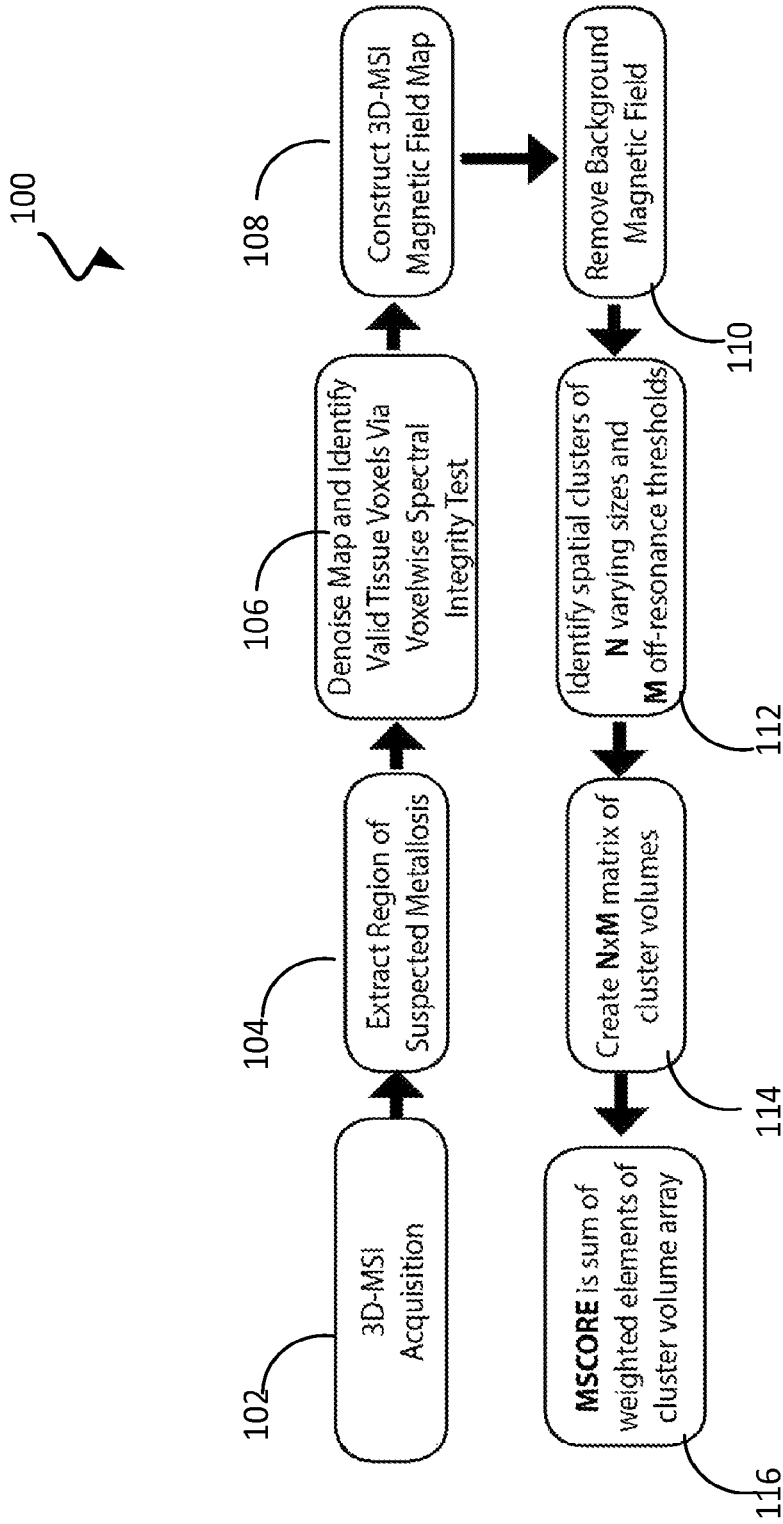 100
102
3D-MSI
Acquisition
104
Extract Region of
Suspected Metallosis
106
Denoise Map and Identify
Valid Tissue Voxels Via
Voxelwise Spectral
Integrity Test
108
Construct 3D-MSI
Magnetic Field Map
Remove Background
Magnetic Field
110
Identify spatial clusters of
N varying sizes and
M off-resonance thresholds
112
Create NxM matrix of
cluster volumes
114
MSCORE is sum of
weighted elements of
cluster volume array
116